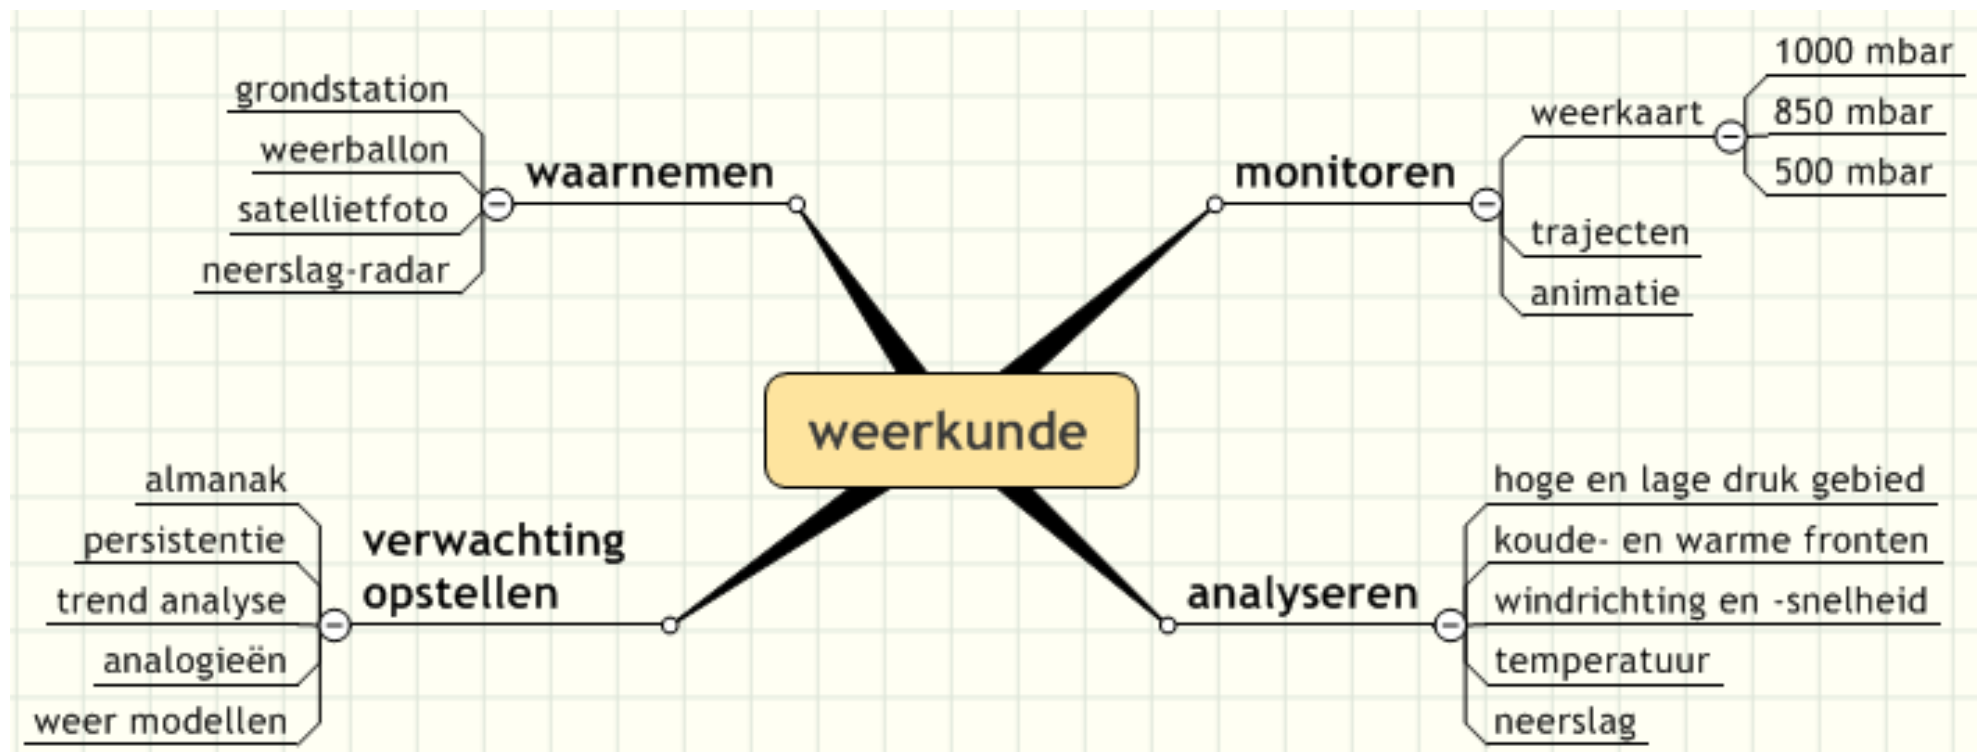 waarnemen
grondstation
weerballon
satellietfoto
neerslag-radar
monitoren
weerkaart
1000 mbar
850 mbar
500 mbar
trajecten
animatie
weerkunde
verwachting
opstellen
almanak
persistentie
trend analyse
analogieën
weer modellen
analyseren
hoge en lage druk gebied
koude- en warme fronten
windrichting en -snelheid
temperatuur
neerslag